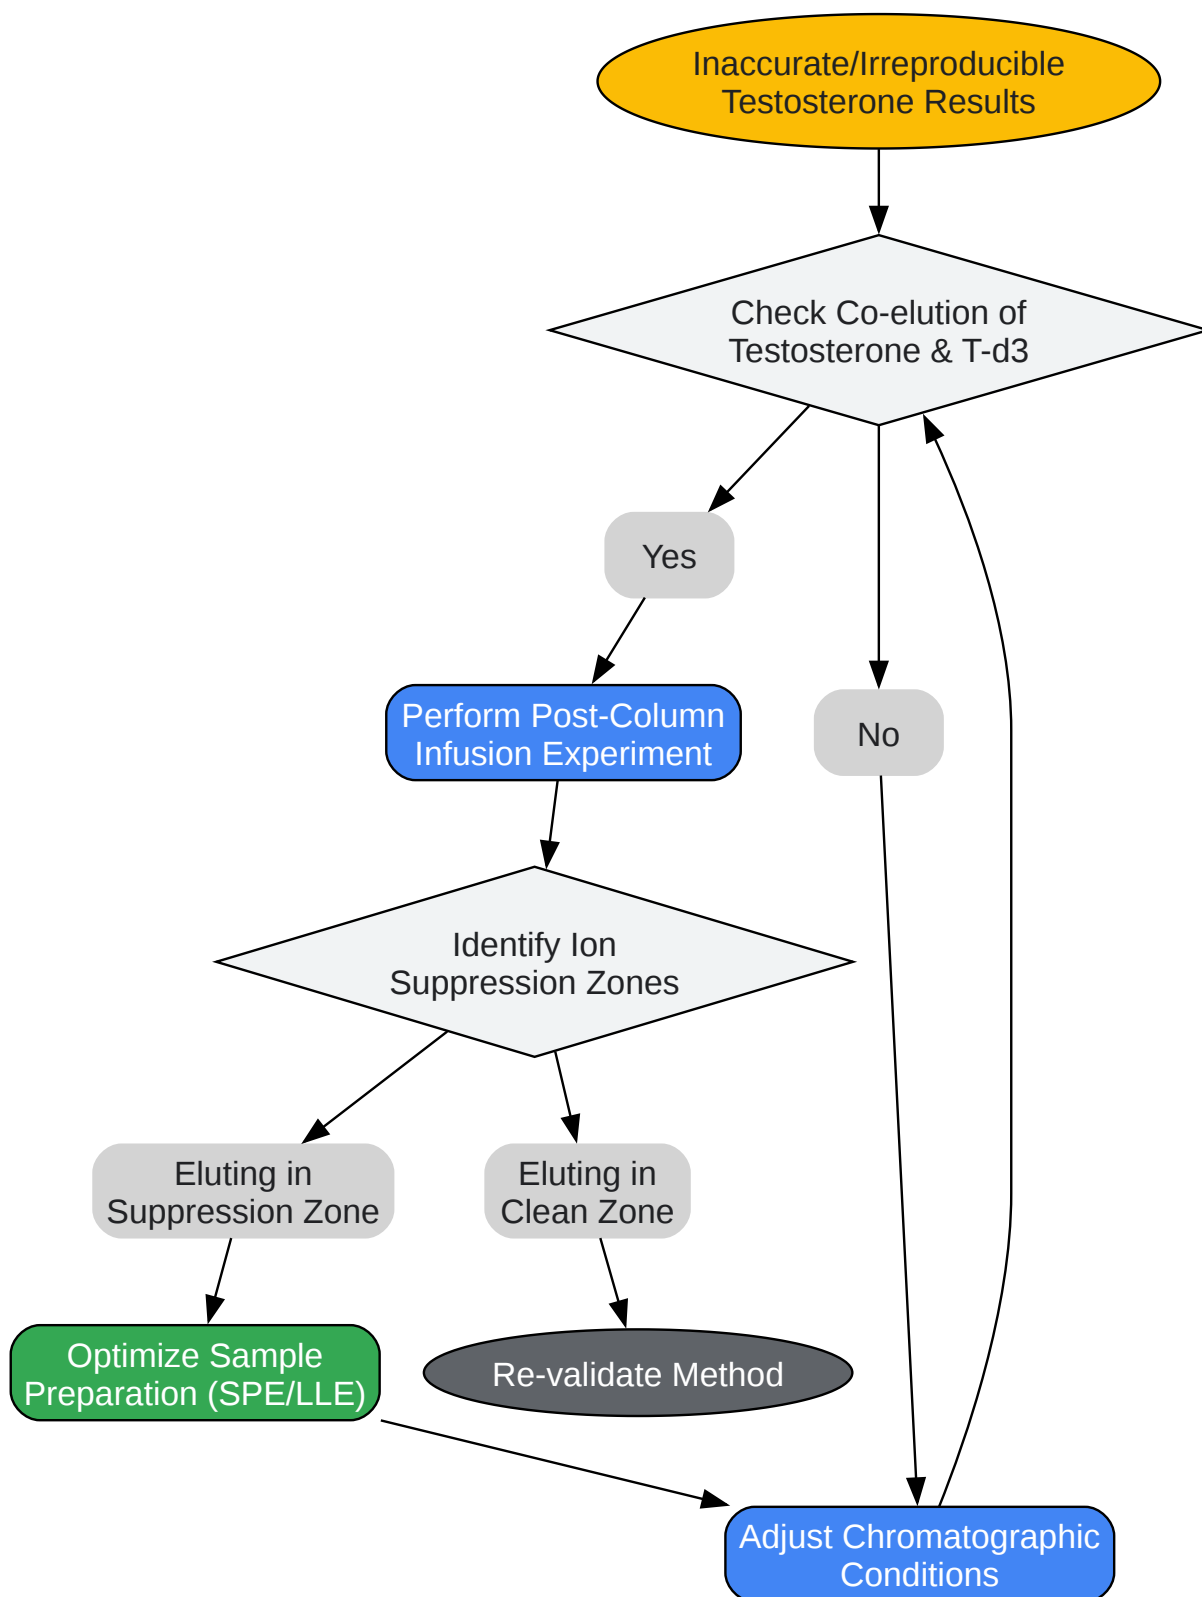 Inaccurate/Irreproducible
Testosterone Results
Check Co-elution of
Testosterone & T-d3
Yes
No
Perform Post-Column
Infusion Experiment
Identify Ion
Suppression Zones
Eluting in
Suppression Zone
Eluting in
Clean Zone
Optimize Sample
Preparation (SPE/LLE)
Re-validate Method
Adjust Chromatographic
Conditions